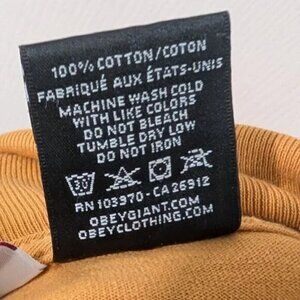 100% COTTON/COTON
FABRIQUÉ AUX ÉTATS-UNIS
MACHINE WASH COLD
WITH LIKE COLORS
DO NOT BLEACH
TUMBLE DRY LOW
DO NOT IRON
30
RN 103970 - CA 26912
OBEYGIANT.COM
OBEYCLOTHING.COM